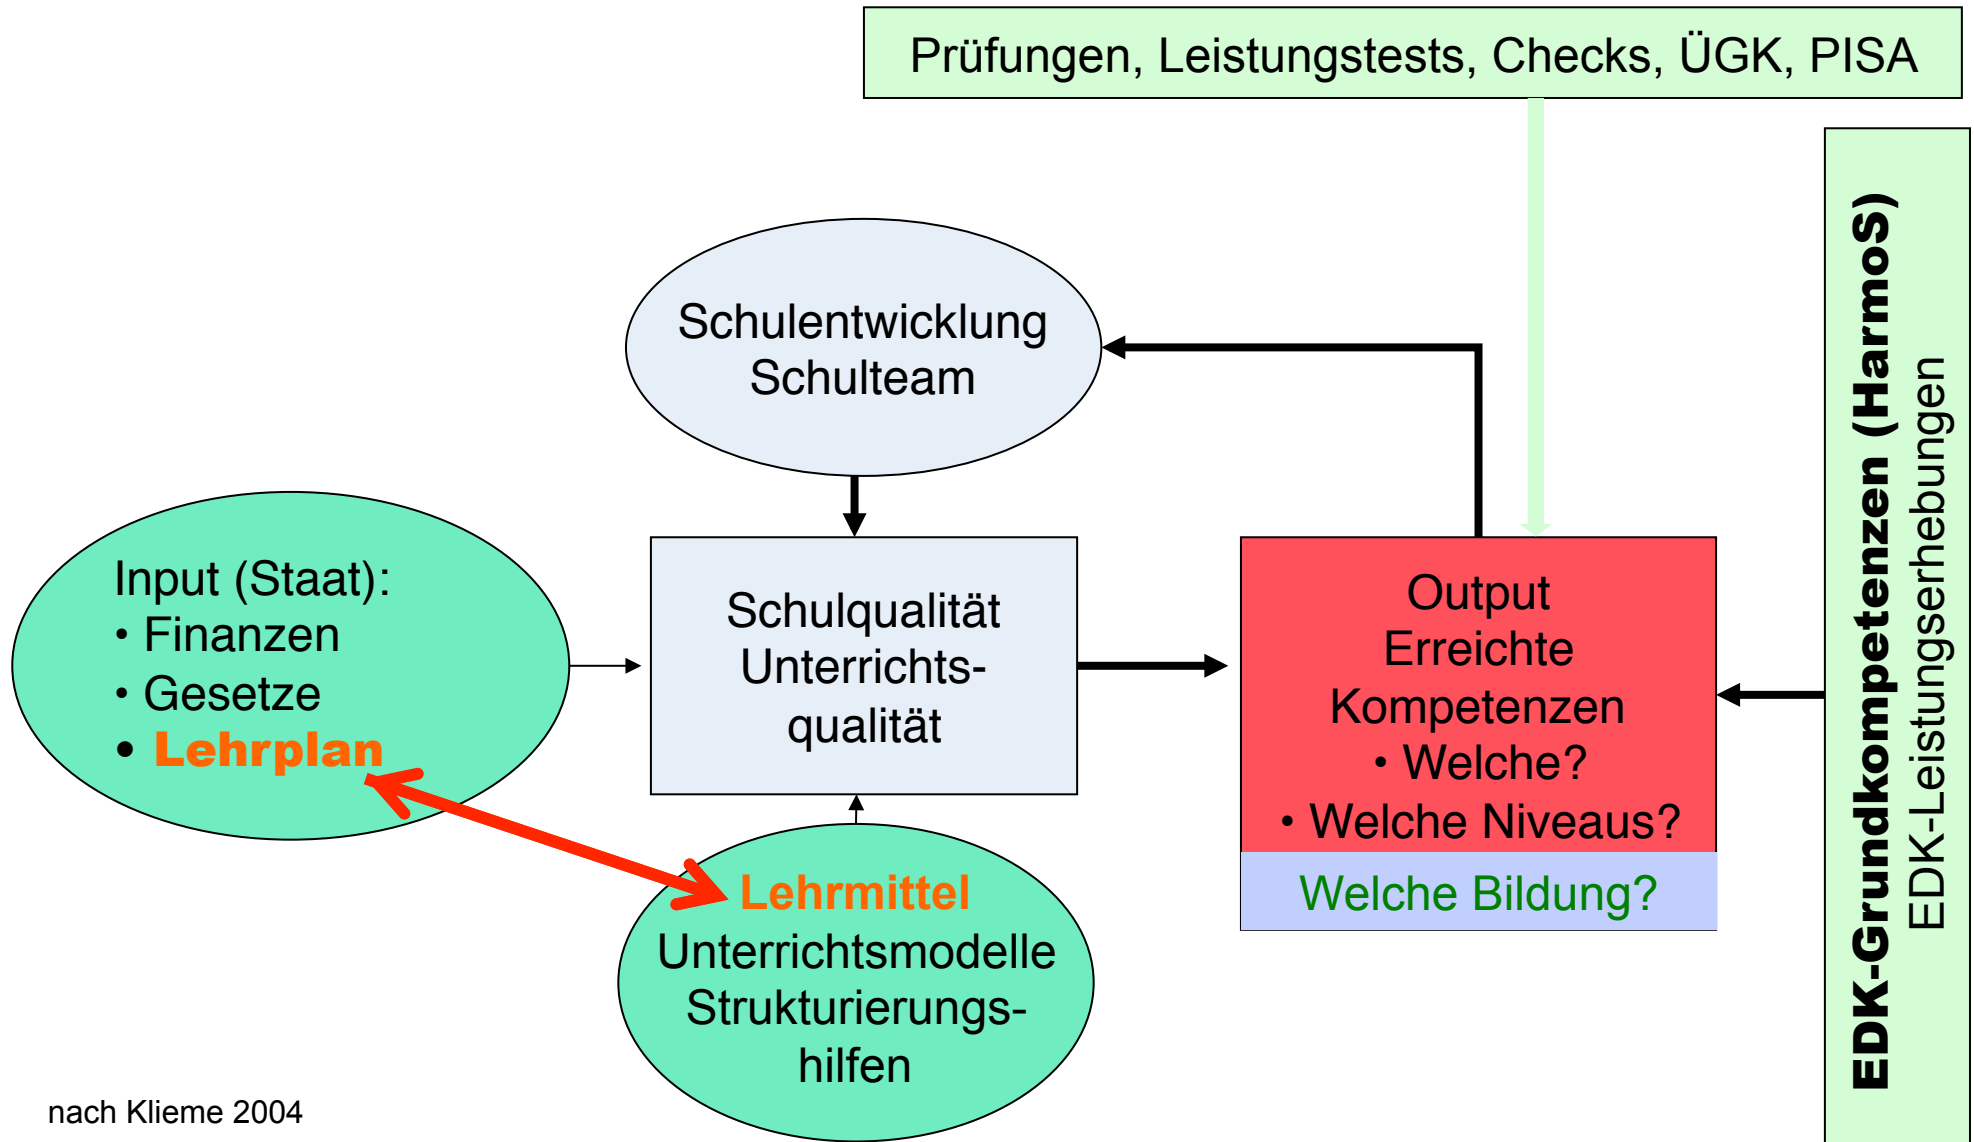 Prüfungen, Leistungstests, Checks, ÜGK, PISA
Schulentwicklung
Schulteam
Input (Staat):
• Finanzen
• Gesetze
• Lehrplan
Schulqualität
Unterrichts-
qualität
Output
Erreichte
Kompetenzen
• Welche?
• Welche Niveaus?
Welche Bildung?
EDK-Grundkompetenzen (HarmoS)
EDK-Leistungserhebungen
Lehrmittel
Unterrichtsmodelle
Strukturierungs-
hilfen
nach Klieme 2004